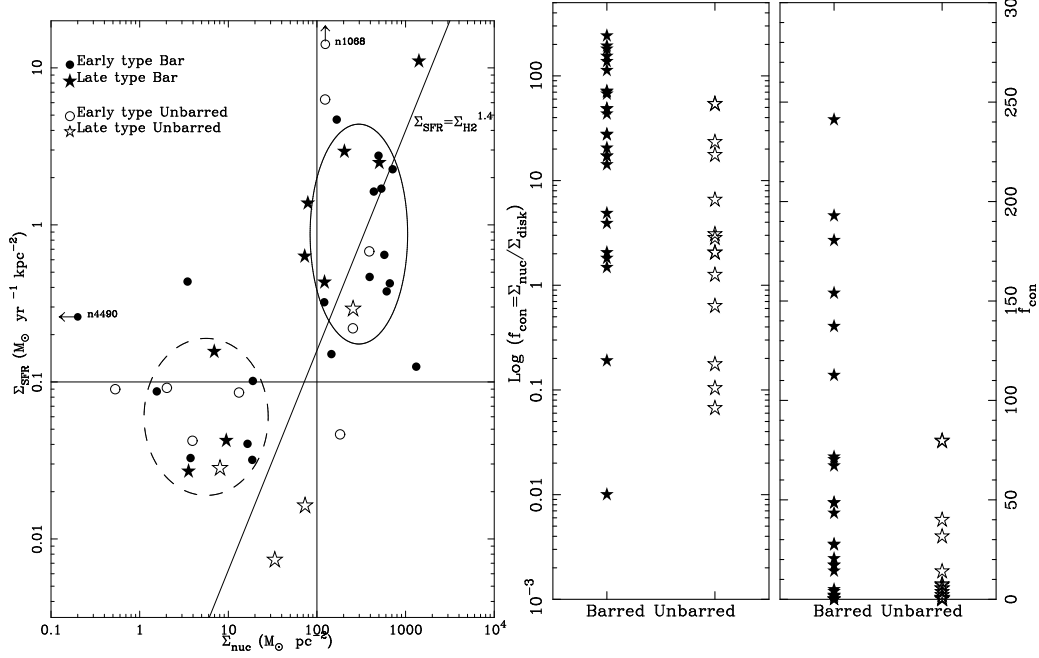 n1068
Early type Bar
Late type Bar
Early type Unbarred
Late type Unbarred
Σ_SFR=Σ_H2^1.4
n4490
Σ_SFR (M⊙ yr^−1 kpc^−2)
10
1
0.1
0.01
0.1 1 10 100 1000 10^4
Σ_nuc (M⊙ pc^−2)
Log (f_con=Σ_nuc/Σ_disk)
100
10
1
0.1
0.01
10^−3
Barred Unbarred
Barred Unbarred
300
250
200
150
100
50
0
f_con